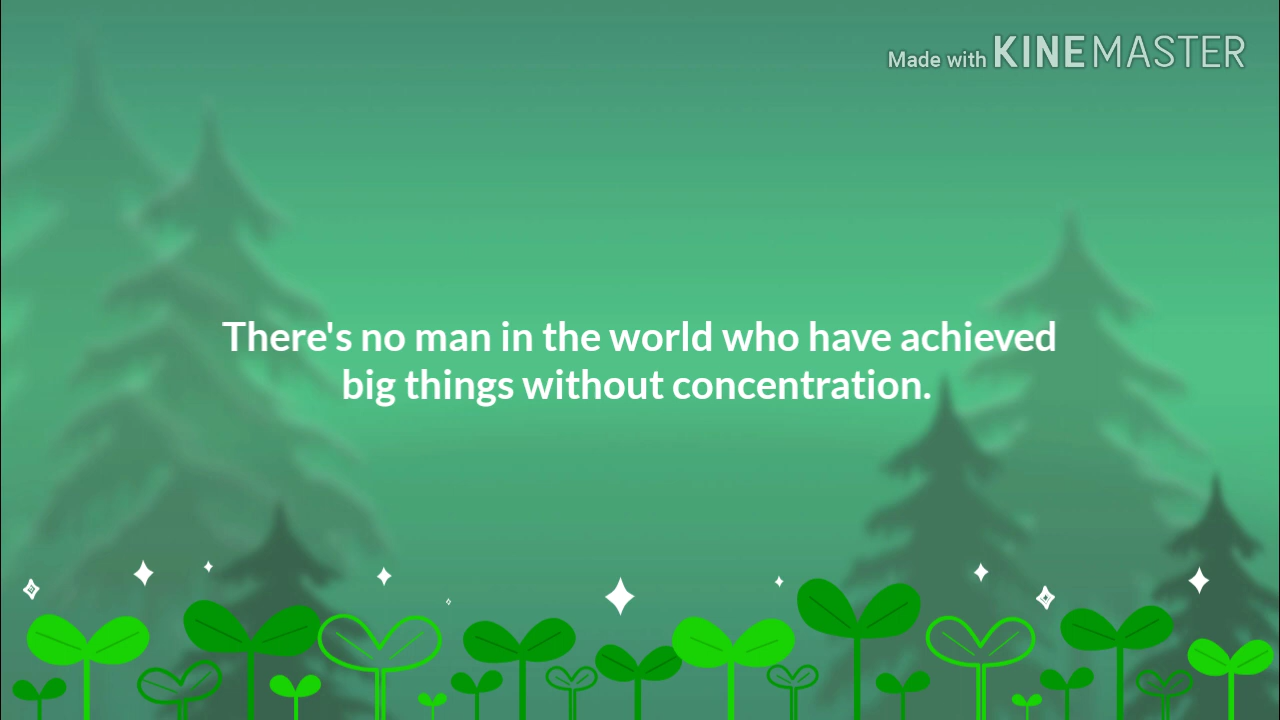 Made with KINEMASTER
There's no man in the world who have achieved
big things without concentration.